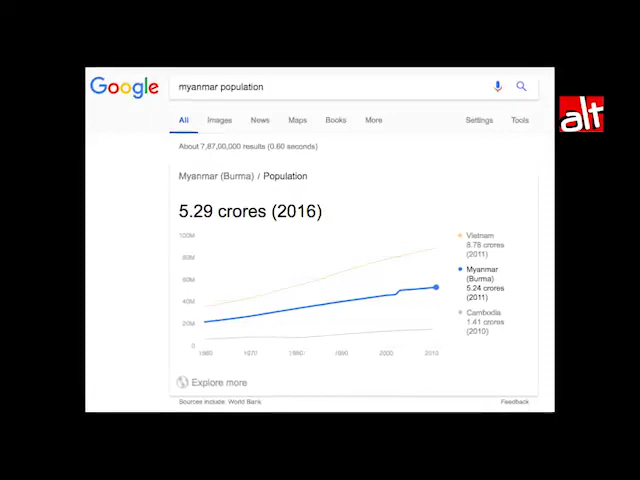 Google
myanmar population
All Images News Maps Books More Settings Tools
About 7,87,00,000 results (0.60 seconds)
Myanmar (Burma) / Population
5.29 crores (2016)
100M
80M
60M
40M
20M
0
1960 1970 1980 1990 2000 2010
Vietnam
8.78 crores
(2011)
Myanmar
(Burma)
5.24 crores
(2011)
Cambodia
1.41 crores
(2010)
Explore more
Sources include: World Bank
Feedback
alt